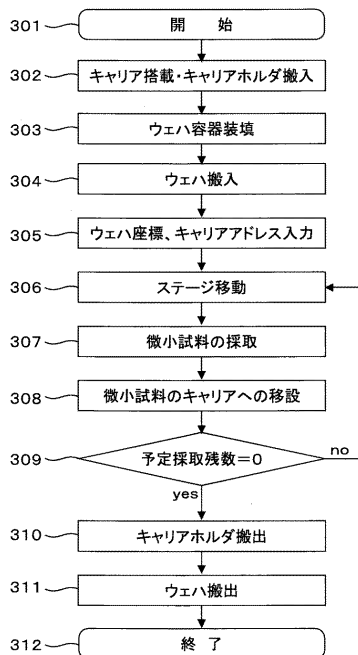 301 開 始
302 キャリア搭載・キャリアホルダ搬入
303 ウェハ容器装填
304 ウェハ搬入
305 ウェハ座標、キャリアアドレス入力
306 ステージ移動
307 微小試料の採取
308 微小試料のキャリアへの移設
309 予定採取残数=0 no
yes
310 キャリアホルダ搬出
311 ウェハ搬出
312 終 了